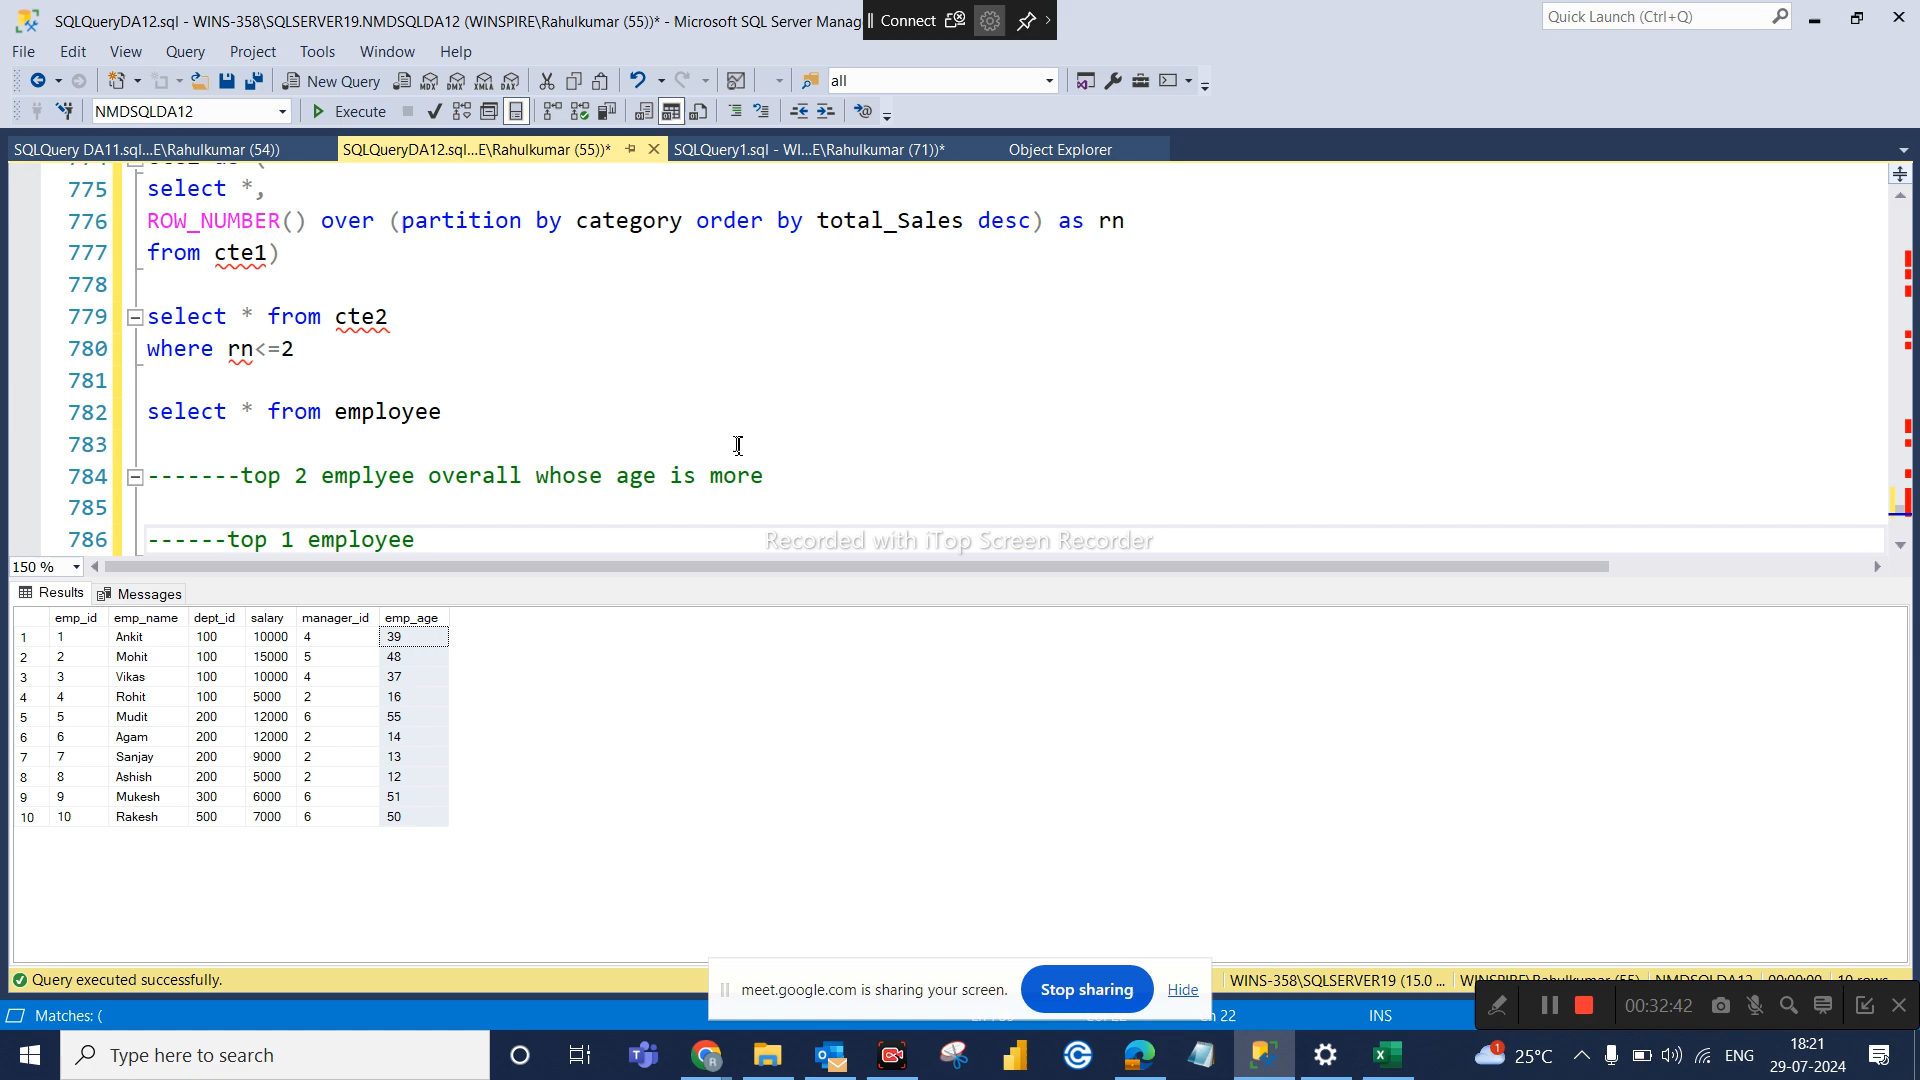 SQLQueryDA12.sql - WINS-358\SQLSERVER19.NMDSQLDA12 (WINSPIRE\Rahulkumar (55))* - Microsoft SQL Server Manag
Connect
Quick Launch (Ctrl+Q)
File Edit View Query Project Tools Window Help
New Query MDX DMX XMLA DAX all
NMDSQLDA12 Execute
SQLQuery DA11.sql...E\Rahulkumar (54)) SQLQueryDA12.sql...E\Rahulkumar (55))* SQLQuery1.sql - WI...E\Rahulkumar (71))* Object Explorer
775 select *,
776 ROW_NUMBER() over (partition by category order by total_Sales desc) as rn
777 from cte1)
778
779 select * from cte2
780 where rn<=2
781
782 select * from employee
783
784 -------top 2 emplyee overall whose age is more
785
786 ------top 1 employee
Recorded with iTop Screen Recorder
150 %
Results Messages
emp_id emp_name dept_id salary manager_id emp_age
1 1 Ankit 100 10000 4 39
2 2 Mohit 100 15000 5 48
3 3 Vikas 100 10000 4 37
4 4 Rohit 100 5000 2 16
5 5 Mudit 200 12000 6 55
6 6 Agam 200 12000 2 14
7 7 Sanjay 200 9000 2 13
8 8 Ashish 200 5000 2 12
9 9 Mukesh 300 6000 6 51
10 10 Rakesh 500 7000 6 50
Query executed successfully.
WINS-358\SQLSERVER19 (15.0 ...
meet.google.com is sharing your screen. Stop sharing Hide
00:32:42
Matches: (
INS
Type here to search
1 25°C ENG
18:21
29-07-2024